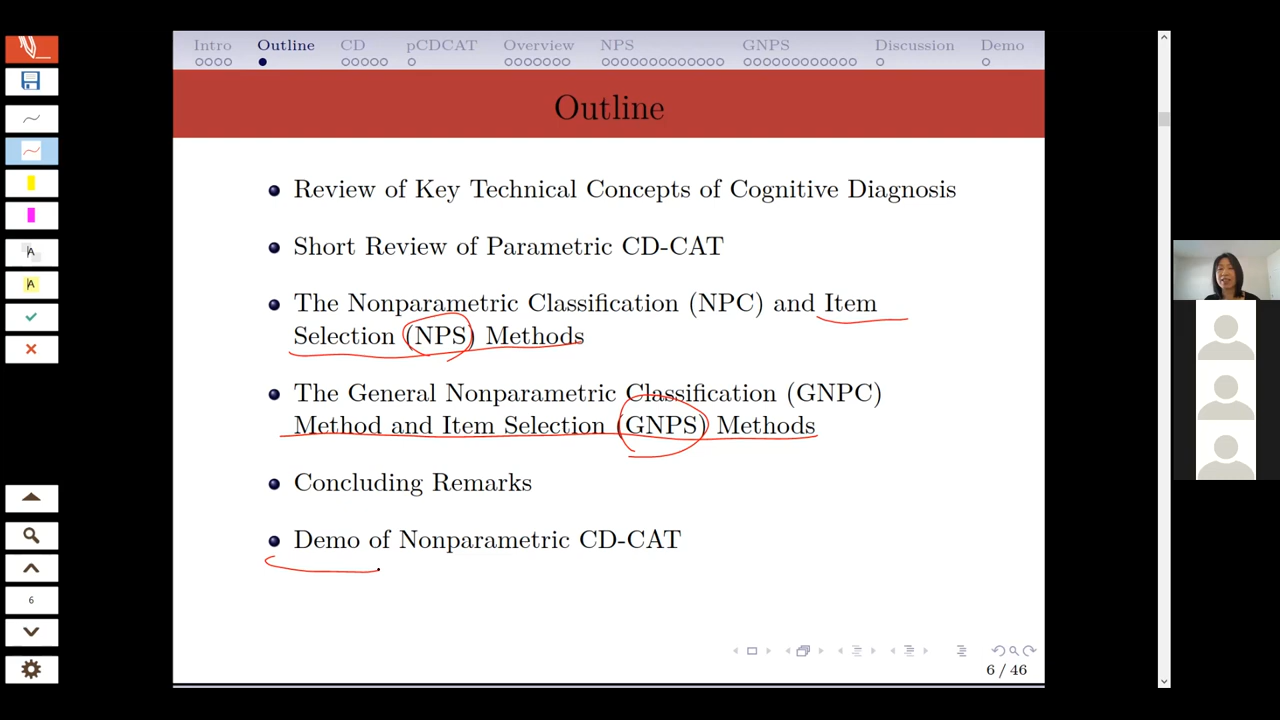 Intro Outline CD pCDCAT Overview NPS GNPS Discussion Demo
Outline
Review of Key Technical Concepts of Cognitive Diagnosis
Short Review of Parametric CD-CAT
The Nonparametric Classification (NPC) and Item
Selection (NPS) Methods
The General Nonparametric Classification (GNPC)
Method and Item Selection (GNPS) Methods
Concluding Remarks
Demo of Nonparametric CD-CAT
6 / 46
A
A
6